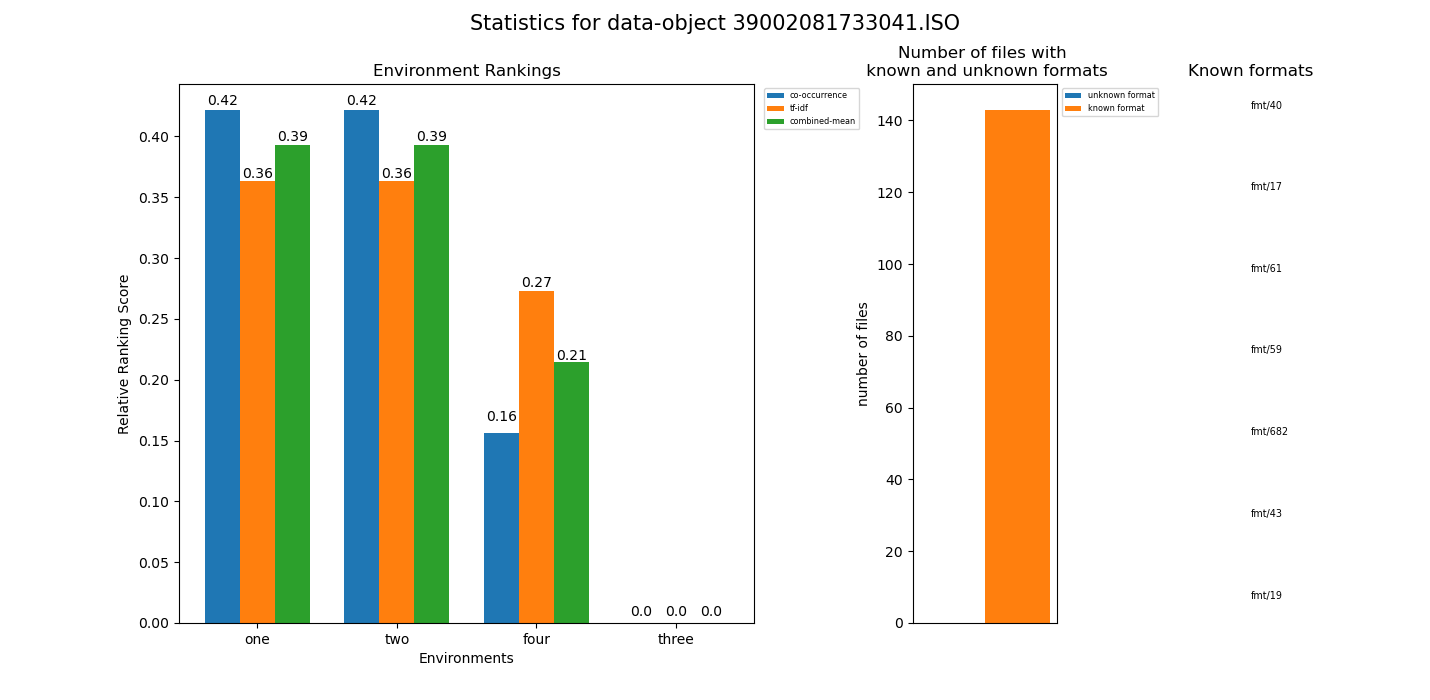 Statistics for data-object 39002081733041.ISO
Environment Rankings
0.42
0.36
0.39
0.42
0.36
0.39
0.16
0.27
0.21
0.0
0.0
0.0
0.40
0.35
0.30
0.25
0.20
0.15
0.10
0.05
0.00
Relative Ranking Score
one
two
four
three
Environments
co-occurrence
tf-idf
combined-mean
Number of files with
known and unknown formats
140
120
100
80
60
40
20
0
number of files
unknown format
known format
Known formats
fmt/40
fmt/17
fmt/61
fmt/59
fmt/682
fmt/43
fmt/19